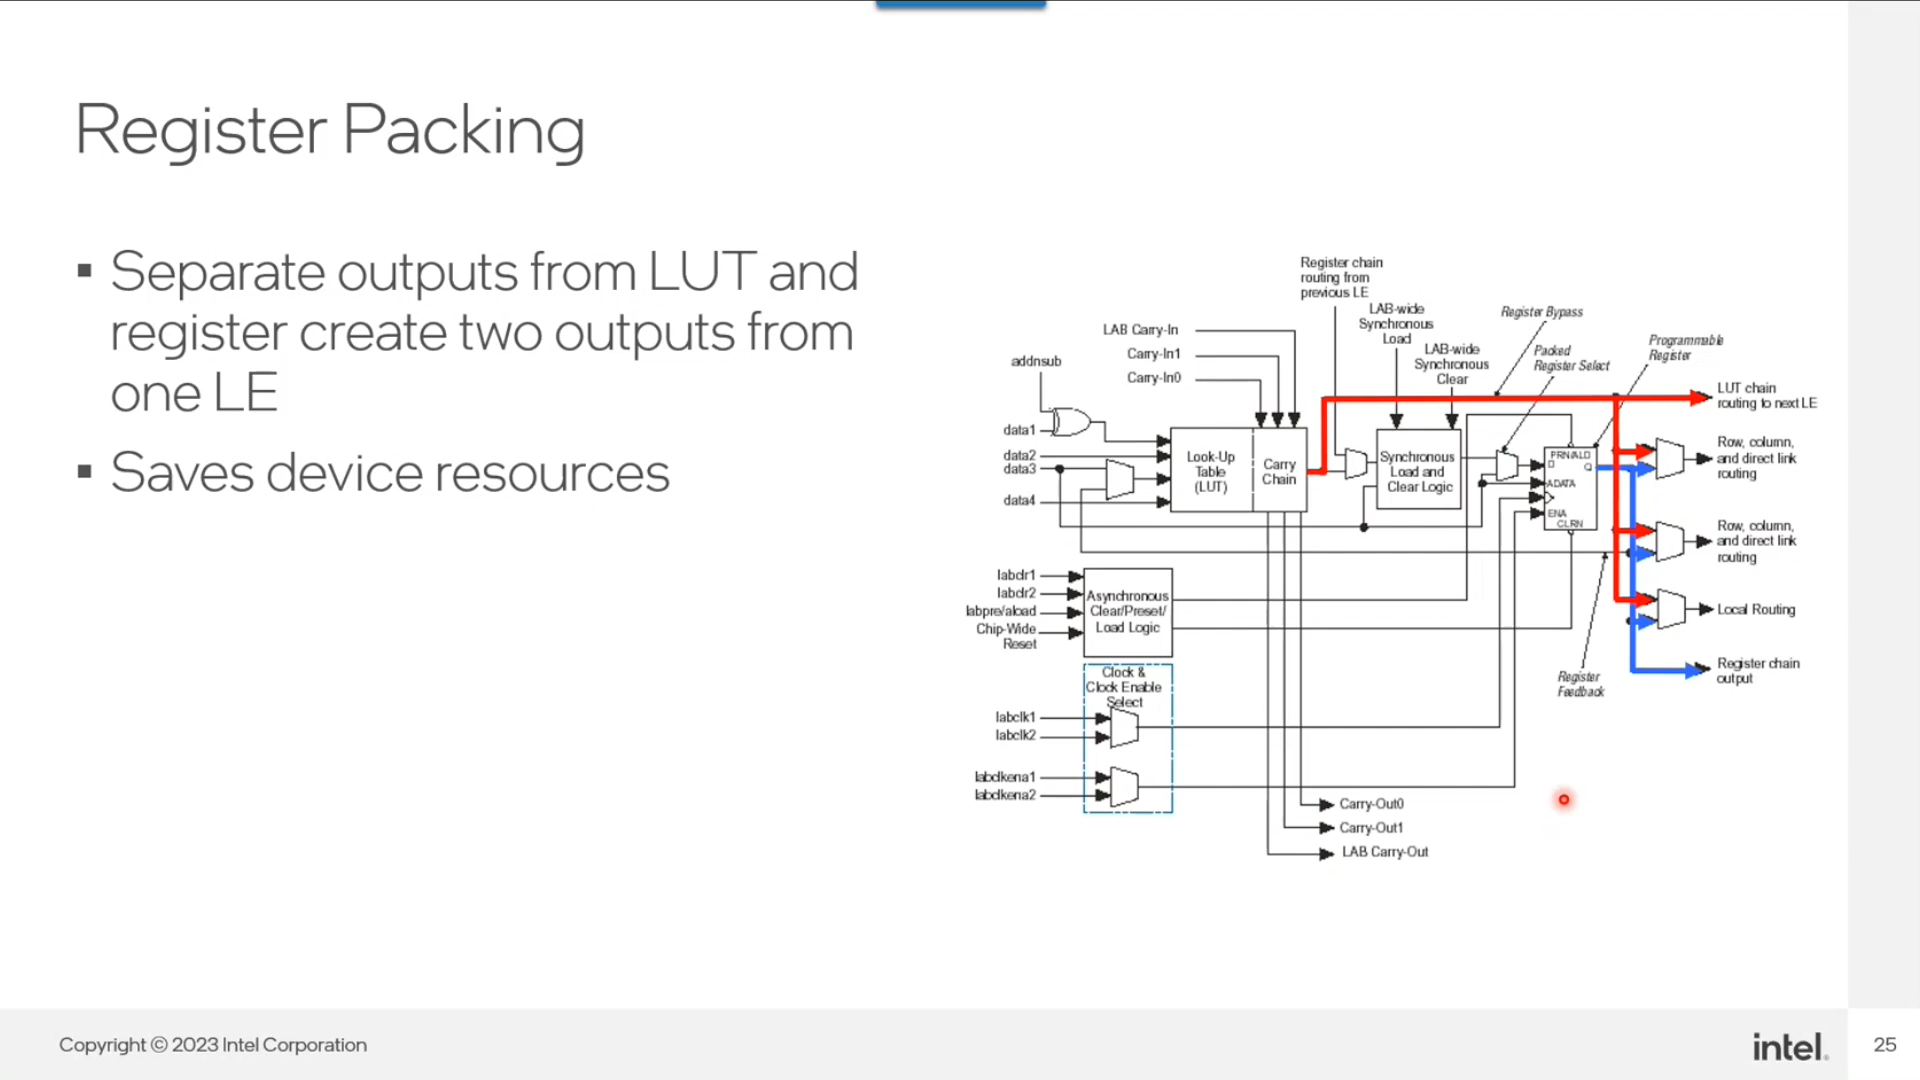 Register Packing
▪ Separate outputs from LUT and
register create two outputs from
one LE
▪ Saves device resources
Register chain
routing from
previous LE
LAB-wide
Synchronous
Load
LAB-wide
Synchronous
Clear
Register Bypass
Packed
Register Select
Programmable
Register
LAB Carry-In
Carry-In1
Carry-In0
addnsub
data1
data2
data3
data4
Look-Up
Table
(LUT)
Carry
Chain
Synchronous
Load and
Clear Logic
PRN/ALD
D
Q
ADATA
ENA
CLRN
LUT chain
routing to next LE
Row, column,
and direct link
routing
Row, column,
and direct link
routing
Local Routing
Register chain
output
Register
Feedback
labclr1
labclr2
labpre/aload
Chip-Wide
Reset
Asynchronous
Clear/Preset/
Load Logic
Clock &
Clock Enable
Select
labclk1
labclk2
labclkena1
labclkena2
Carry-Out0
Carry-Out1
LAB Carry-Out
Copyright © 2023 Intel Corporation
intel.
25